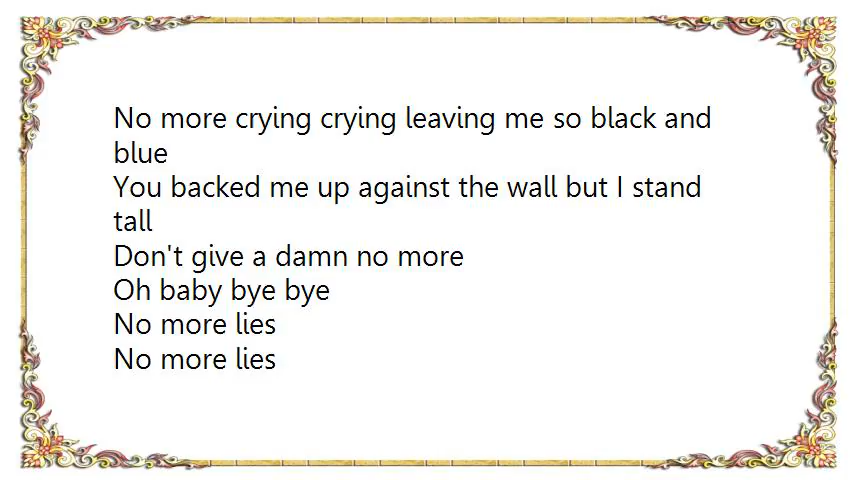 No more crying crying leaving me so black and
blue
You backed me up against the wall but I stand
tall
Don't give a damn no more
Oh baby bye bye
No more lies
No more lies